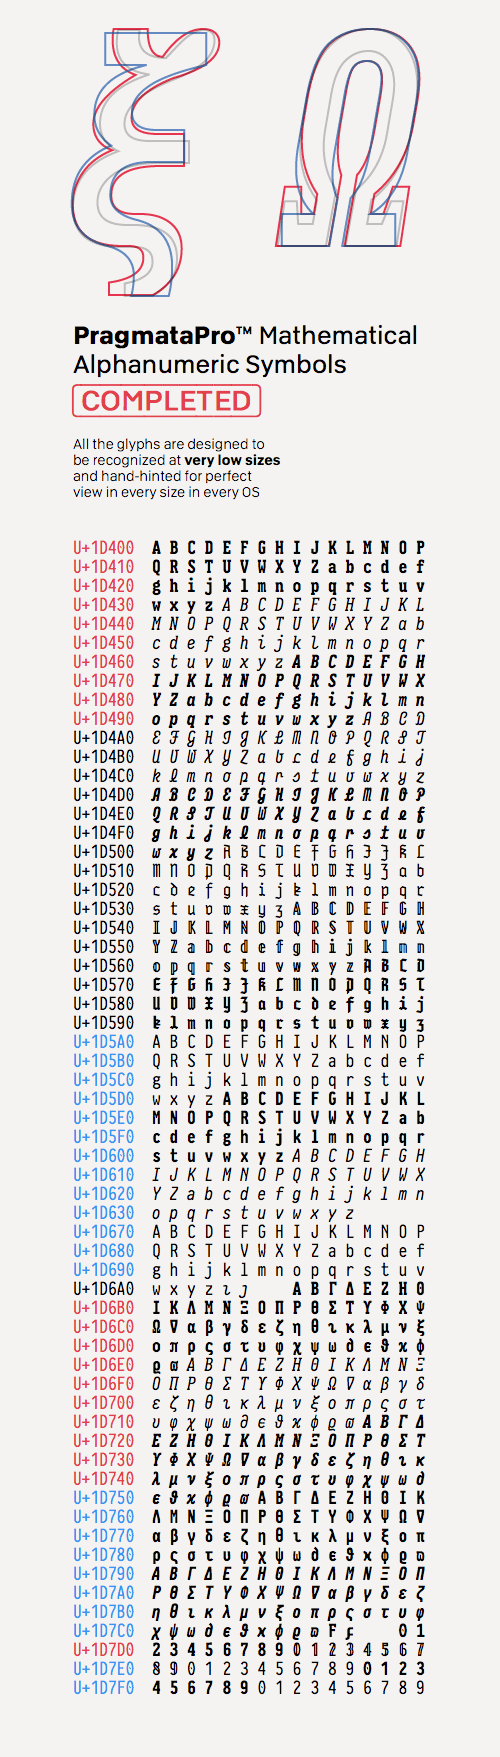 ξ Ω
PragmataPro™ Mathematical
Alphanumeric Symbols
COMPLETED
All the glyphs are designed to
be recognized at very low sizes
and hand-hinted for perfect
view in every size in every OS
U+1D400 A B C D E F G H I J K L M N O P
U+1D410 Q R S T U V W X Y Z a b c d e f
U+1D420 g h i j k l m n o p q r s t u v
U+1D430 w x y z A B C D E F G H I J K L
U+1D440 M N O P Q R S T U V W X Y Z a b
U+1D450 c d e f g h i j k l m n o p q r
U+1D460 s t u v w x y z A B C D E F G H
U+1D470 I J K L M N O P Q R S T U V W X
U+1D480 Y Z a b c d e f g h i j k l m n
U+1D490 o p q r s t u v w x y z A B C D
U+1D4A0 E F G H I J K L M N O P Q R S T
U+1D4B0 U V W X Y Z a b c d e f g h i j
U+1D4C0 k l m n o p q r s t u v w x y z
U+1D4D0 A B C D E F G H I J K L M N O P
U+1D4E0 Q R S T U V W X Y Z a b c d e f
U+1D4F0 g h i j k l m n o p q r s t u v
U+1D500 w x y z A B C D E F G H I J K L
U+1D510 M N O P Q R S T U V W X Y Z a b
U+1D520 c d e f g h i j k l m n o p q r
U+1D530 s t u v w x y z A B C D E F G H
U+1D540 I J K L M N O P Q R S T U V W X
U+1D550 Y Z a b c d e f g h i j k l m n
U+1D560 o p q r s t u v w x y z A B C D
U+1D570 E F G H I J K L M N O P Q R S T
U+1D580 U V W X Y Z a b c d e f g h i j
U+1D590 k l m n o p q r s t u v w x y z
U+1D5A0 A B C D E F G H I J K L M N O P
U+1D5B0 Q R S T U V W X Y Z a b c d e f
U+1D5C0 g h i j k l m n o p q r s t u v
U+1D5D0 w x y z A B C D E F G H I J K L
U+1D5E0 M N O P Q R S T U V W X Y Z a b
U+1D5F0 c d e f g h i j k l m n o p q r
U+1D600 s t u v w x y z A B C D E F G H
U+1D610 I J K L M N O P Q R S T U V W X
U+1D620 Y Z a b c d e f g h i j k l m n
U+1D630 o p q r s t u v w x y z
U+1D670 A B C D E F G H I J K L M N O P
U+1D680 Q R S T U V W X Y Z a b c d e f
U+1D690 g h i j k l m n o p q r s t u v
U+1D6A0 w x y z ı ȷ Α Β Γ Δ Ε Ζ Η Θ
U+1D6B0 Ι Κ Λ Μ Ν Ξ Ο Π Ρ ϴ Σ Τ Υ Φ Χ Ψ
U+1D6C0 Ω ∇ α β γ δ ε ζ η θ ι κ λ μ ν ξ
U+1D6D0 ο π ρ ς σ τ υ φ χ ψ ω ∂ ϵ ϑ ϰ ϕ
U+1D6E0 ϱ ϖ Α Β Γ Δ Ε Ζ Η Θ Ι Κ Λ Μ Ν Ξ
U+1D6F0 Ο Π Ρ ϴ Σ Τ Υ Φ Χ Ψ Ω ∇ α β γ δ
U+1D700 ε ζ η θ ι κ λ μ ν ξ ο π ρ ς σ τ
U+1D710 υ φ χ ψ ω ∂ ϵ ϑ ϰ ϕ ϱ ϖ Α Β Γ Δ
U+1D720 Ε Ζ Η Θ Ι Κ Λ Μ Ν Ξ Ο Π Ρ ϴ Σ Τ
U+1D730 Υ Φ Χ Ψ Ω ∇ α β γ δ ε ζ η θ ι κ
U+1D740 λ μ ν ξ ο π ρ ς σ τ υ φ χ ψ ω ∂
U+1D750 ϵ ϑ ϰ ϕ ϱ ϖ Α Β Γ Δ Ε Ζ Η Θ Ι Κ
U+1D760 Λ Μ Ν Ξ Ο Π Ρ ϴ Σ Τ Υ Φ Χ Ψ Ω ∇
U+1D770 α β γ δ ε ζ η θ ι κ λ μ ν ξ ο π
U+1D780 ρ ς σ τ υ φ χ ψ ω ∂ ϵ ϑ ϰ ϕ ϱ ϖ
U+1D790 Α Β Γ Δ Ε Ζ Η Θ Ι Κ Λ Μ Ν Ξ Ο Π
U+1D7A0 Ρ ϴ Σ Τ Υ Φ Χ Ψ Ω ∇ α β γ δ ε ζ
U+1D7B0 η θ ι κ λ μ ν ξ ο π ρ ς σ τ υ φ
U+1D7C0 χ ψ ω ∂ ϵ ϑ ϰ ϕ ϱ ϖ Ϝ ϝ 0 1
U+1D7D0 2 3 4 5 6 7 8 9 0 1 2 3 4 5 6 7
U+1D7E0 8 9 0 1 2 3 4 5 6 7 8 9 0 1 2 3
U+1D7F0 4 5 6 7 8 9 0 1 2 3 4 5 6 7 8 9